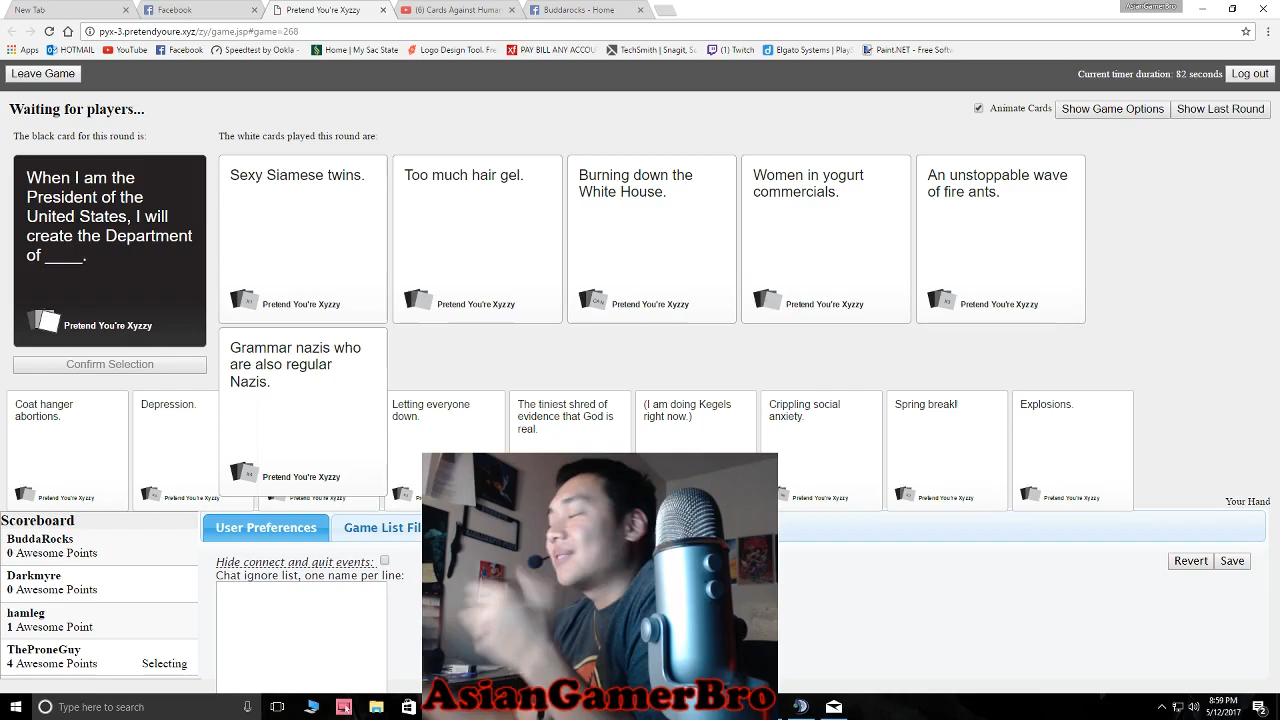 New Tab
Facebook
Pretend You're Xyzzy
(6) Cards Against Human
Buddarocks - Home
AsianGamerBro
pyx-3.pretendyoure.xyz/zy/game.jsp#game=268
Apps
HOTMAIL
YouTube
Facebook
Speedtest by Ookla -
Home | My Sac State
Logo Design Tool. Fre
PAY BILL ANY ACCOU
TechSmith | Snagit, S
(1) Twitch
Elgato Systems | Play
Paint.NET - Free Softw
Leave Game
Current timer duration: 82 seconds
Log out
Waiting for players...
Animate Cards
Show Game Options
Show Last Round
The black card for this round is:
The white cards played this round are:
When I am the
President of the
United States, I will
create the Department
of ____.
Pretend You're Xyzzy
Confirm Selection
Sexy Siamese twins.
Pretend You're Xyzzy
Too much hair gel.
Pretend You're Xyzzy
Burning down the
White House.
Pretend You're Xyzzy
Women in yogurt
commercials.
Pretend You're Xyzzy
An unstoppable wave
of fire ants.
Pretend You're Xyzzy
Grammar nazis who
are also regular
Nazis.
Pretend You're Xyzzy
Coat hanger
abortions.
Pretend You're Xyzzy
Depression.
Pretend You're Xyzzy
Pretend You're Xyzzy
Letting everyone
down.
The tiniest shred of
evidence that God is
real.
(I am doing Kegels
right now.)
Crippling social
anxiety.
Pretend You're Xyzzy
Spring break!
Pretend You're Xyzzy
Explosions.
Pretend You're Xyzzy
Your Hand
Scoreboard
BuddaRocks
0 Awesome Points
Darkmyre
0 Awesome Points
hamleg
1 Awesome Point
TheProneGuy
4 Awesome Points
Selecting
User Preferences
Game List Fil
Hide connect and quit events:
Chat ignore list, one name per line:
Revert
Save
AsianGamerBro
Type here to search
8:59 PM
5/12/2017